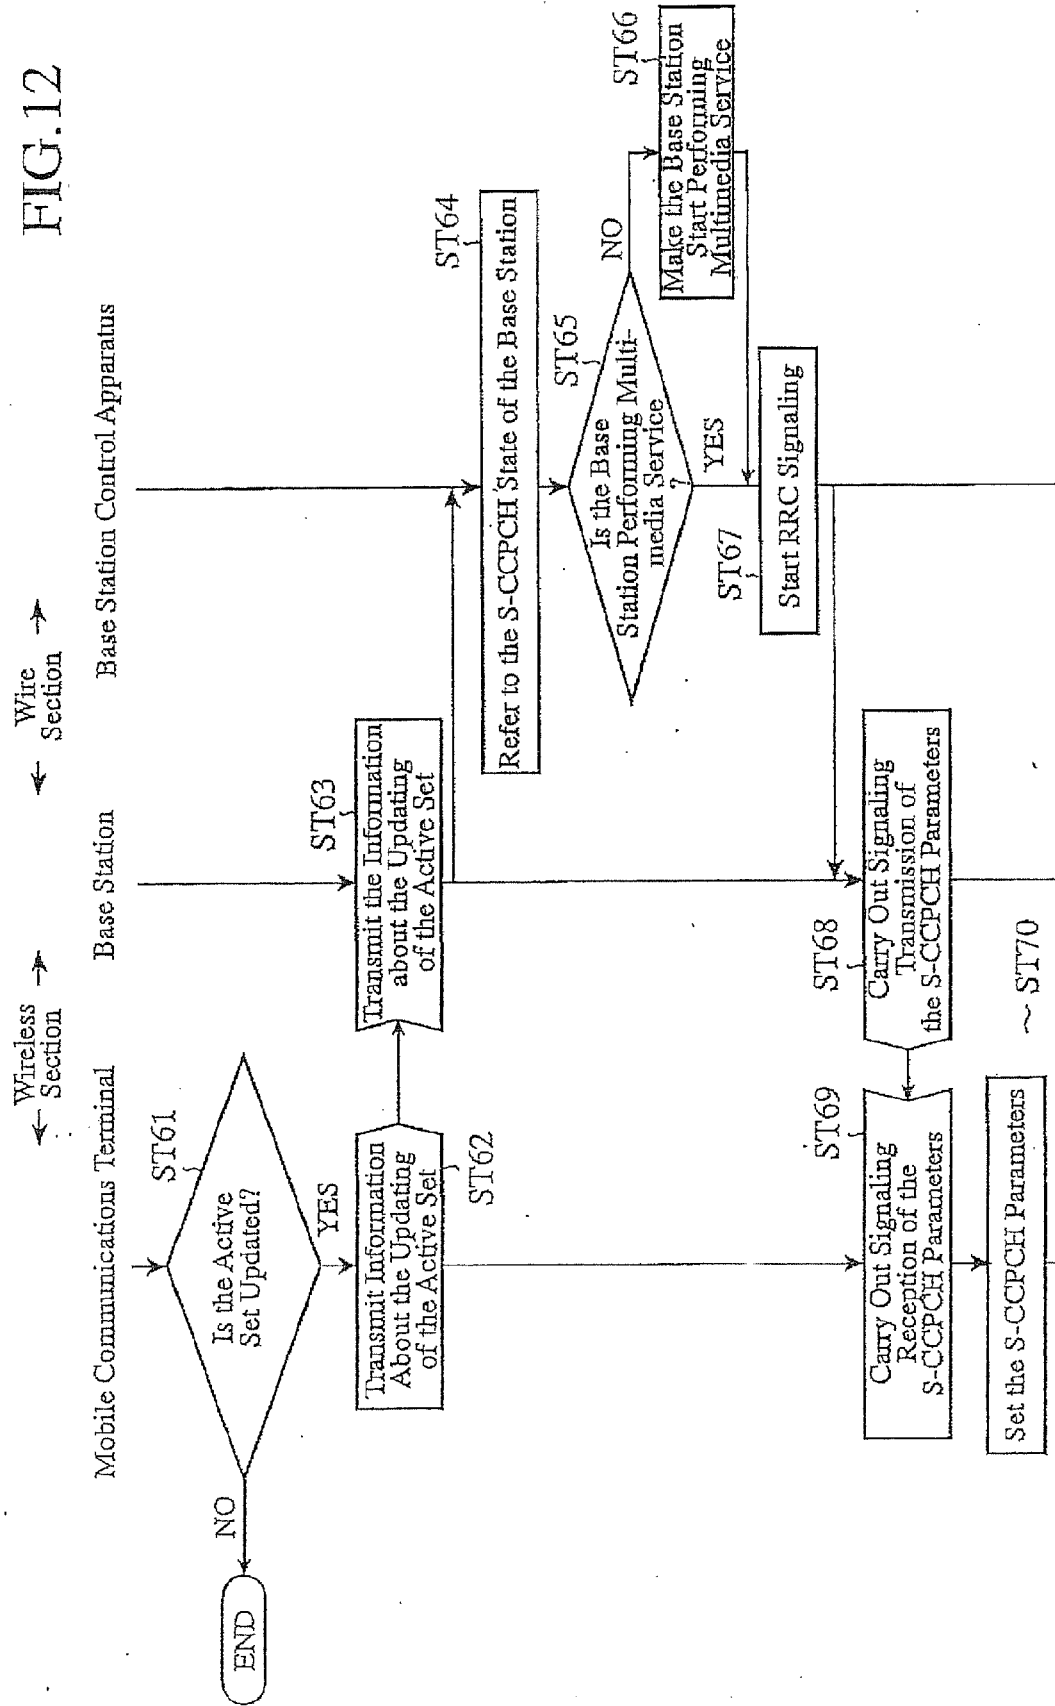 FIG.12
Wireless
Section
Wire
Section
Mobile Communications Terminal
Base Station
Base Station Control Apparatus
ST61
Is the Active
Set Updated?
NO
END
YES
Transmit Information
About the Updating
of the Active Set
ST62
ST63
Transmit the Information
about the Updating
of the Active Set
ST64
Refer to the S-CCPCH State of the Base Station
ST65
Is the Base
Station Performing Multi-
media Service
?
NO
YES
ST66
Make the Base Station
Start Performing
Multimedia Service
ST67
Start RRC Signaling
ST68
Carry Out Signaling
Transmission of
the S-CCPCH Parameters
ST69
Carry Out Signaling
Reception of the
S-CCPCH Parameters
Set the S-CCPCH Parameters
~ ST70